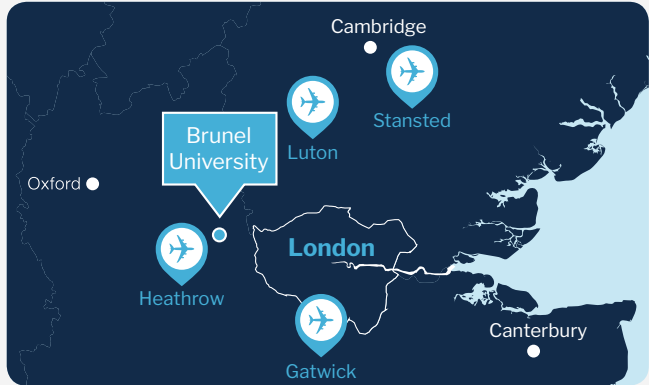 Cambridge
Stansted
Luton
Brunel
University
Oxford
London
Heathrow
Canterbury
Gatwick